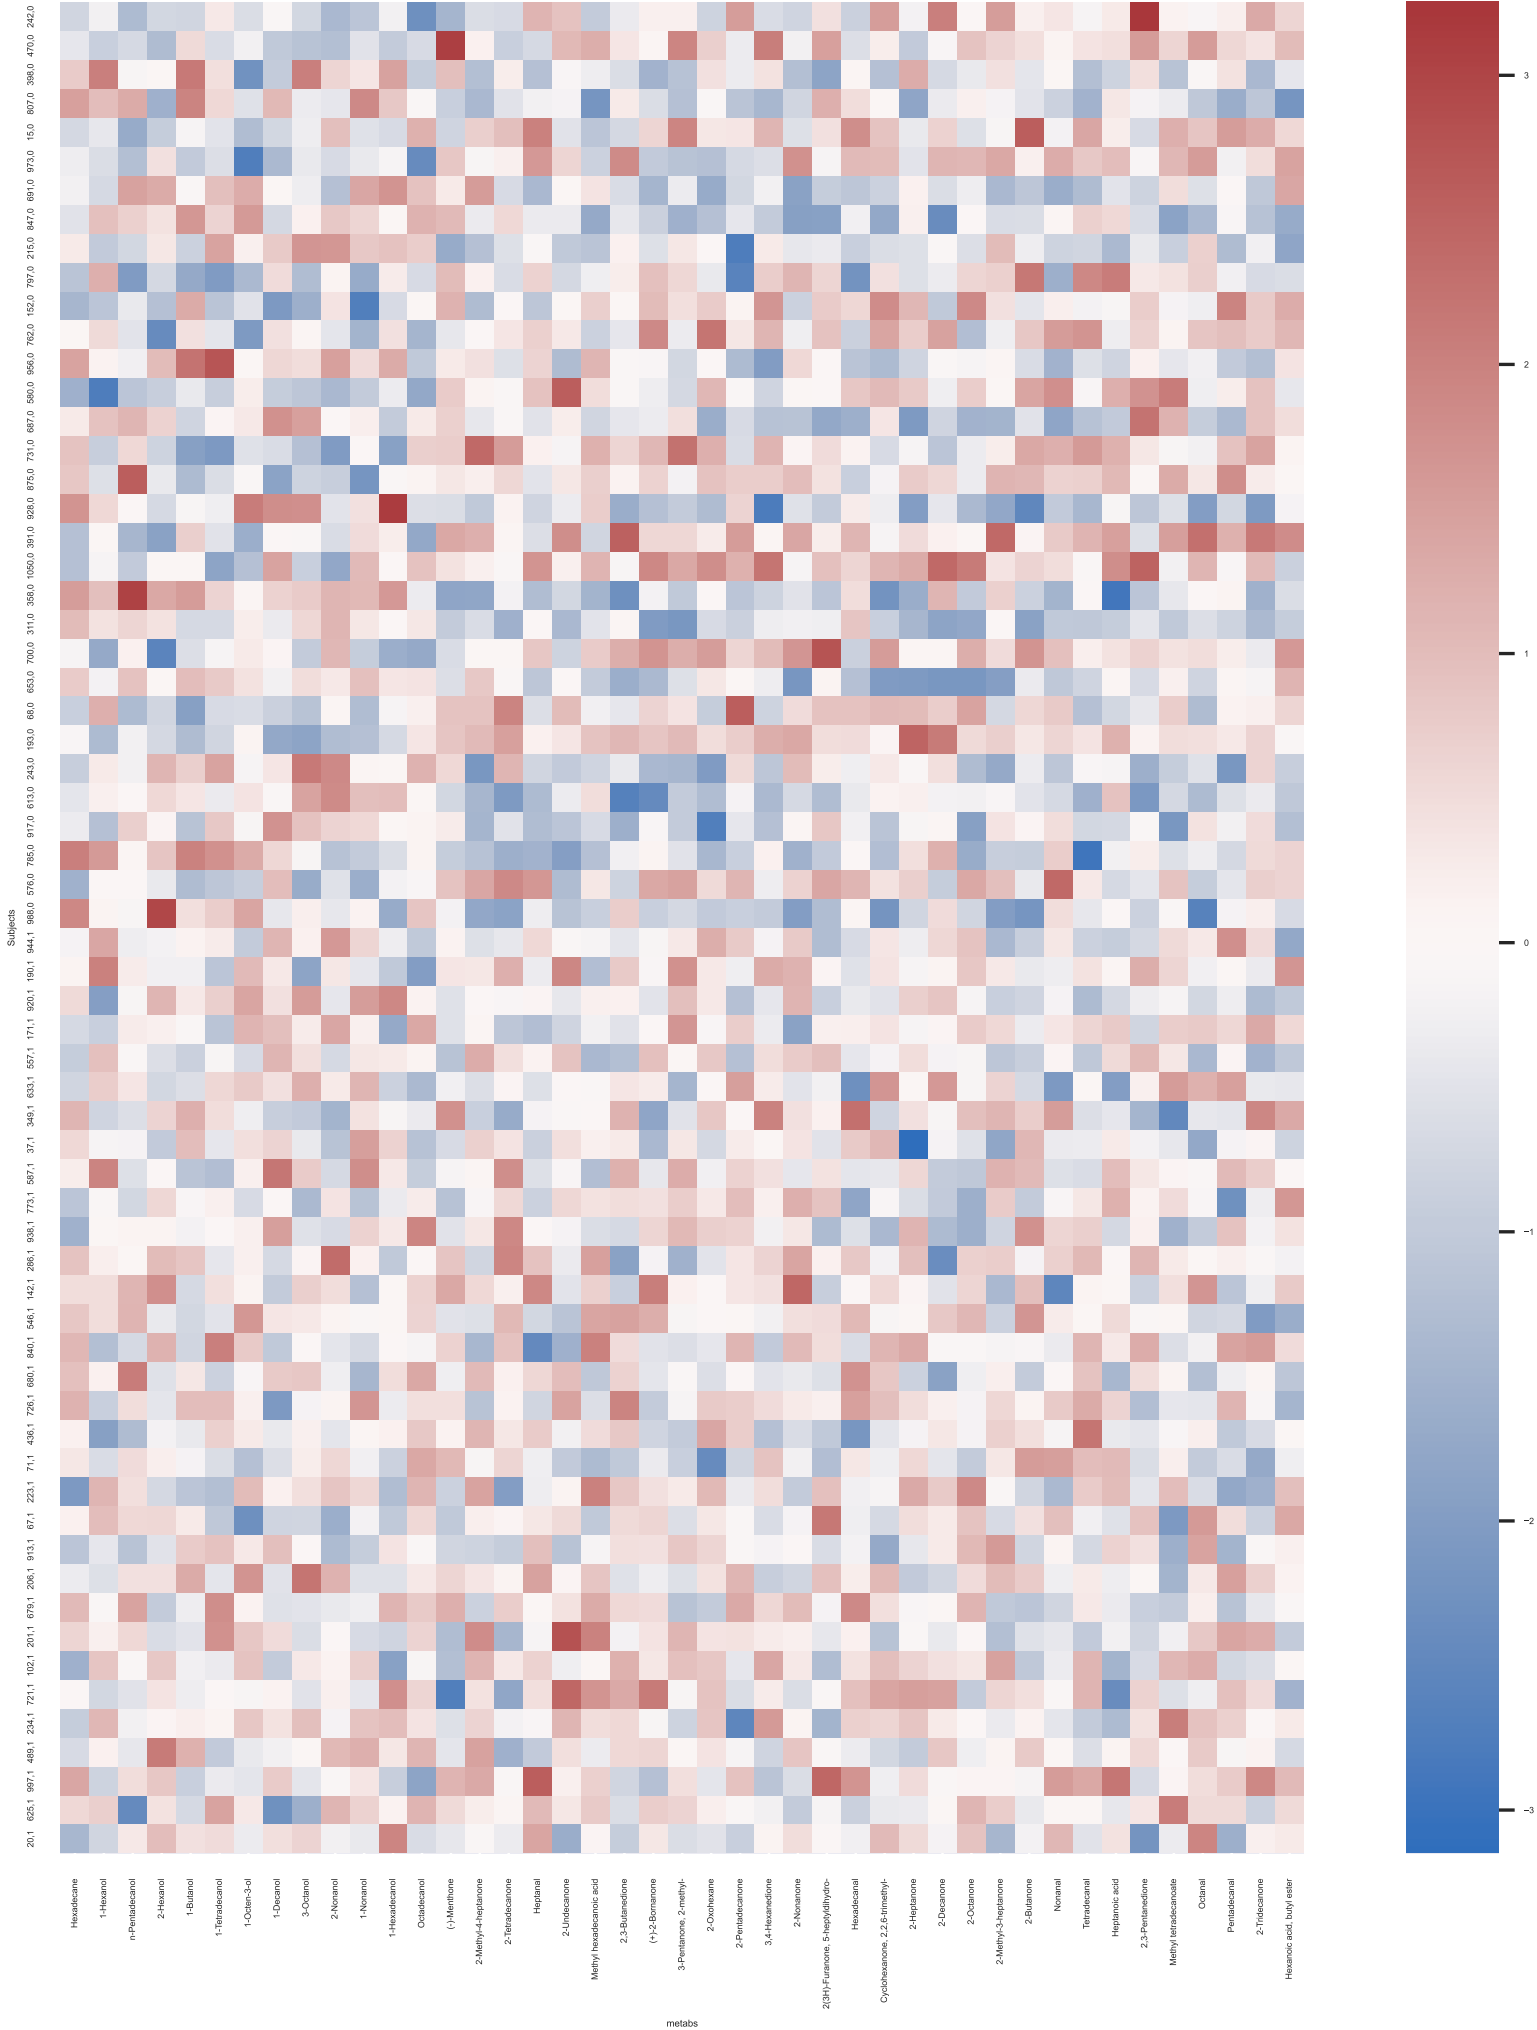 Subjects
242,0
470,0
398,0
807,0
15,0
973,0
691,0
847,0
215,0
797,0
152,0
762,0
956,0
580,0
687,0
731,0
875,0
928,0
391,0
1050,0
358,0
311,0
700,0
653,0
68,0
193,0
243,0
613,0
917,0
785,0
576,0
988,0
944,1
190,1
920,1
171,1
557,1
633,1
349,1
37,1
587,1
773,1
938,1
286,1
142,1
546,1
840,1
680,1
726,1
436,1
71,1
223,1
67,1
913,1
206,1
679,1
201,1
102,1
721,1
234,1
489,1
997,1
625,1
20,1
Hexadecane
1-Hexanol
n-Pentadecanol
2-Hexanol
1-Butanol
1-Tetradecanol
1-Octen-3-ol
1-Decanol
3-Octanol
2-Nonanol
1-Nonanol
1-Hexadecanol
Octadecanol
(-)-Menthone
2-Methyl-4-heptanone
2-Tetradecanone
Heptanal
2-Undecanone
Methyl hexadecanoic acid
2,3-Butanedione
(+)-2-Bornanone
3-Pentanone, 2-methyl-
2-Oxohexane
2-Pentadecanone
3,4-Hexanedione
2-Nonanone
2(3H)-Furanone, 5-heptyldihydro-
Hexadecanal
Cyclohexanone, 2,2,6-trimethyl-
2-Heptanone
2-Decanone
2-Octanone
2-Methyl-3-heptanone
2-Butanone
Nonanal
Tetradecanal
Heptanoic acid
2,3-Pentanedione
Methyl tetradecanoate
Octanal
Pentadecanal
2-Tridecanone
Hexanoic acid, butyl ester
metabs
3
2
1
0
−1
−2
−3